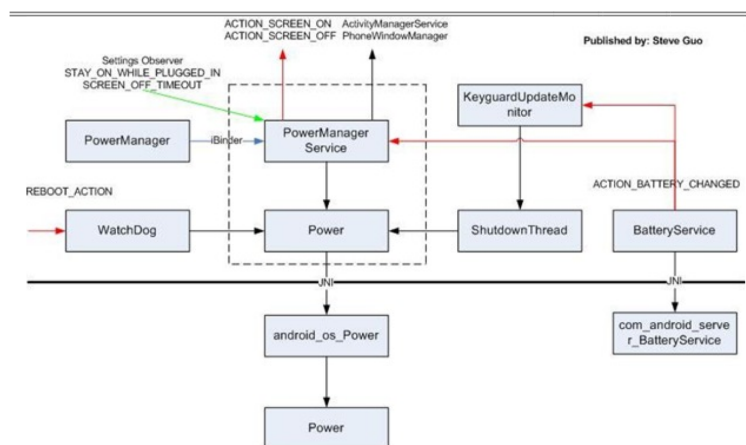 ACTION_SCREEN_ON ActivityManagerService
ACTION_SCREEN_OFF PhoneWindowManager
Published by: Steve Guo
Settings Observer
STAY_ON_WHILE_PLUGGED_IN
SCREEN_OFF_TIMEOUT
KeyguardUpdateMo
nitor
PowerManager
iBinder
PowerManager
Service
REBOOT_ACTION
ACTION_BATTERY_CHANGED
WatchDog
Power
ShutdownThread
BatteryService
JNI
JNI
android_os_Power
com_android_serve
r_BatteryService
Power